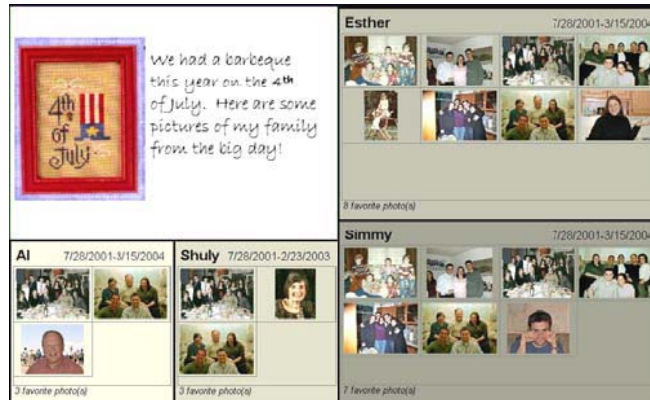 We had a barbeque
this year on the 4th
of July. Here are some
pictures of my family
from the big day!
4th
of
July
Esther 7/28/2001-3/15/2004
8 favorite photo(s)
Al 7/28/2001-3/15/2004
3 favorite photo(s)
Shuly 7/28/2001-2/23/2003
3 favorite photo(s)
Simmy 7/28/2001-3/15/2004
7 favorite photo(s)